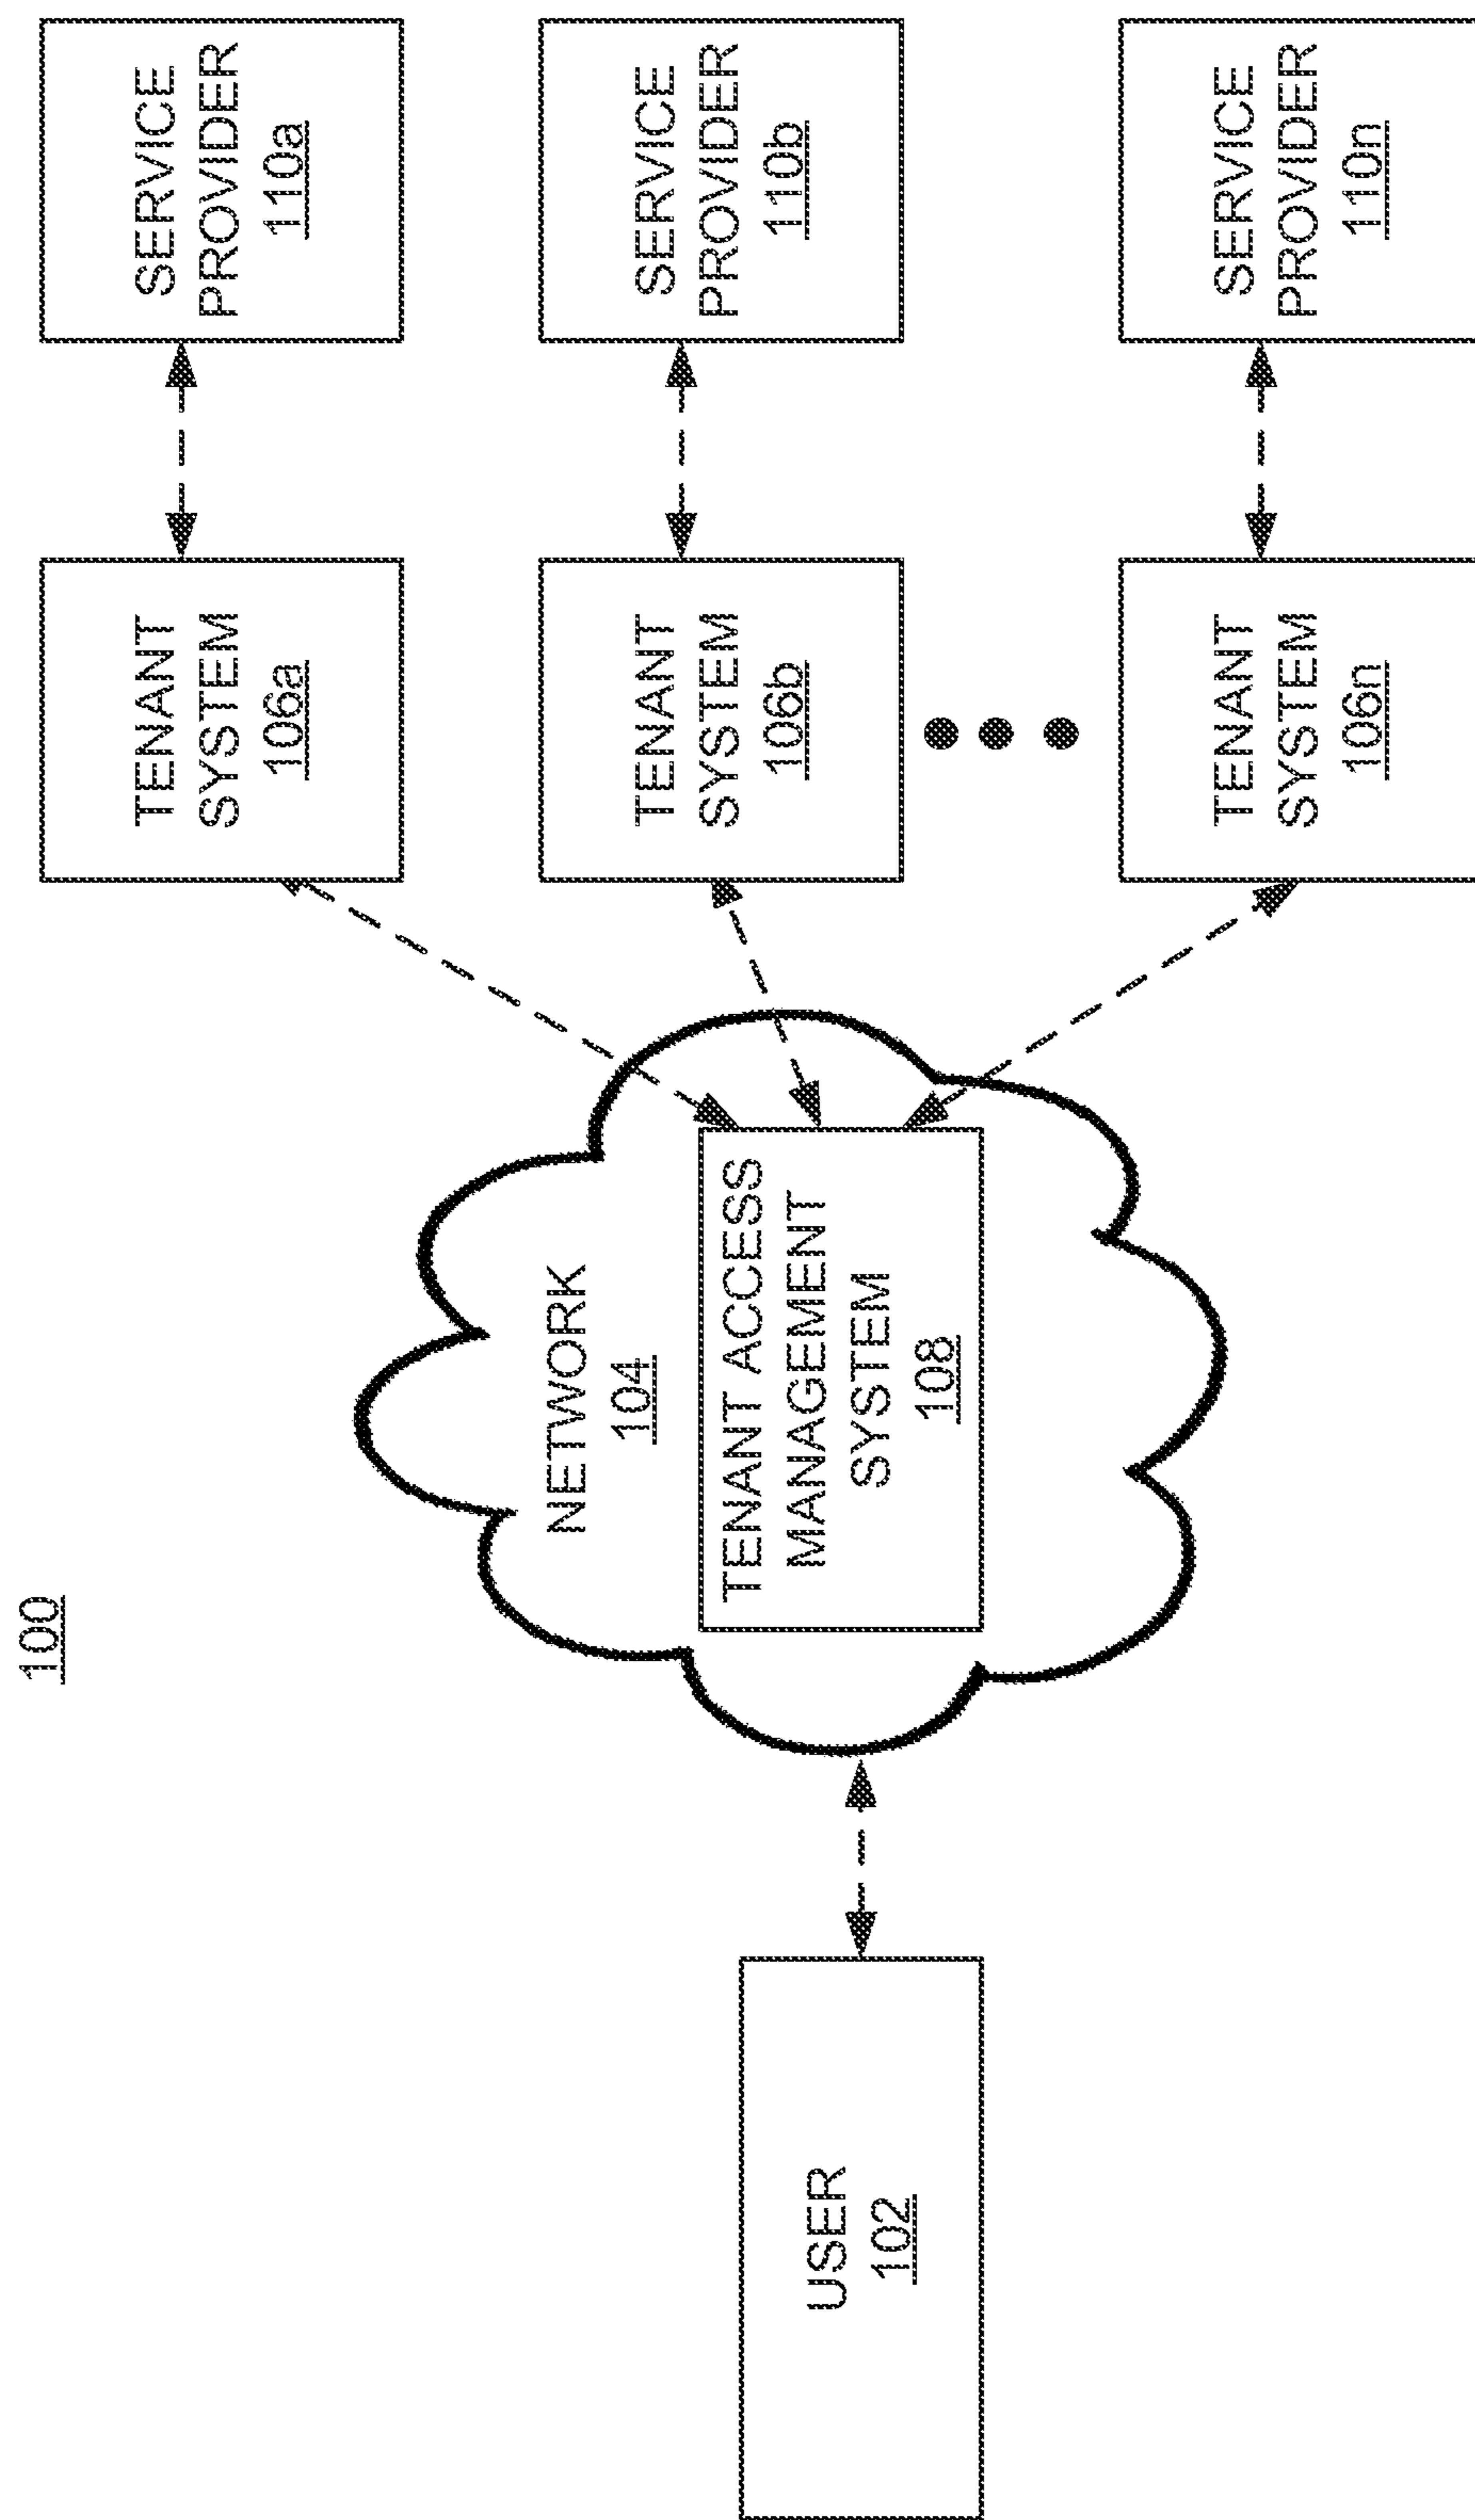 100
USER
102
NETWORK
104
TENANT ACCESS
MANAGEMENT
SYSTEM
108
TENANT
SYSTEM
106a
SERVICE
PROVIDER
110a
TENANT
SYSTEM
106b
SERVICE
PROVIDER
110b
TENANT
SYSTEM
106n
SERVICE
PROVIDER
110n